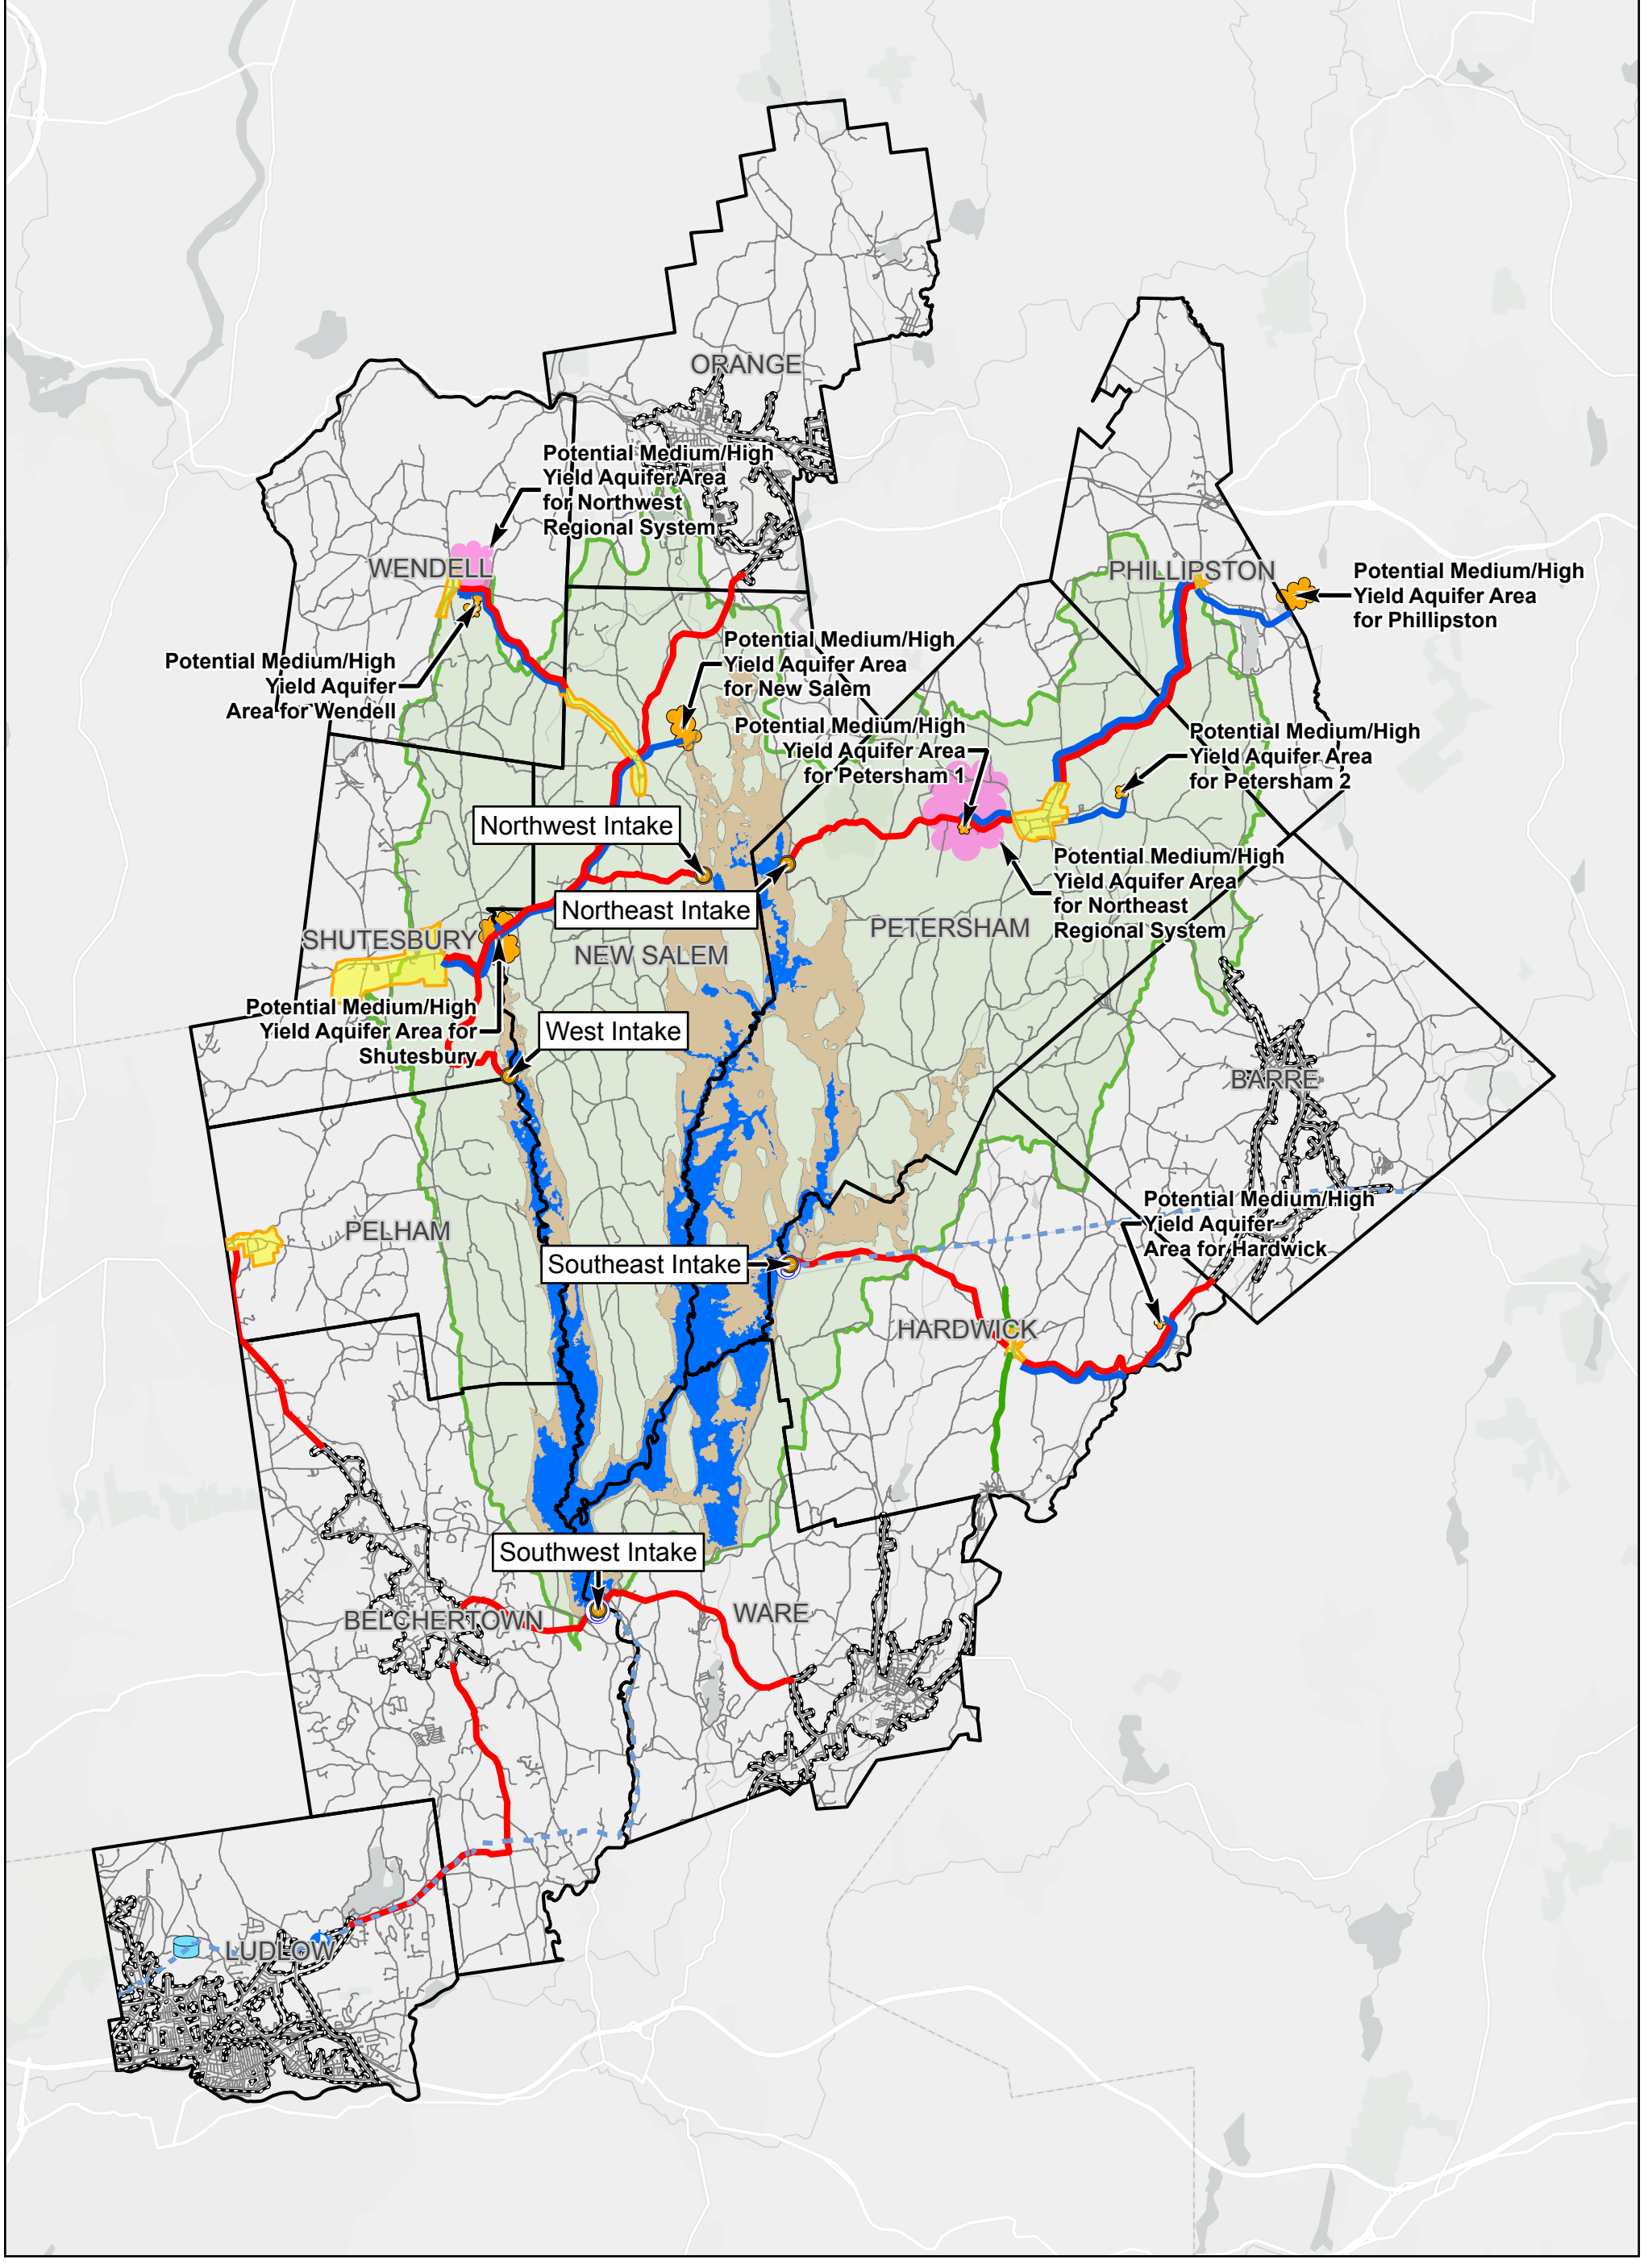 ORANGE
Potential Medium/High
Yield Aquifer Area
for Northwest
Regional System
WENDELL
PHILLIPSTON
Potential Medium/High
Yield Aquifer Area
for Phillipston
Potential Medium/High
Yield Aquifer
Area for Wendell
Potential Medium/High
Yield Aquifer Area
for New Salem
Potential Medium/High
Yield Aquifer Area
for Petersham 1
Potential Medium/High
Yield Aquifer Area
for Petersham 2
Northwest Intake
Potential Medium/High
Yield Aquifer Area
for Northeast
Regional System
Northeast Intake
PETERSHAM
SHUTESBURY
NEW SALEM
Potential Medium/High
Yield Aquifer Area for
Shutesbury
West Intake
BARRE
Potential Medium/High
Yield Aquifer
Area for Hardwick
PELHAM
Southeast Intake
HARDWICK
Southwest Intake
BELCHERTOWN
WARE
LUDLOW